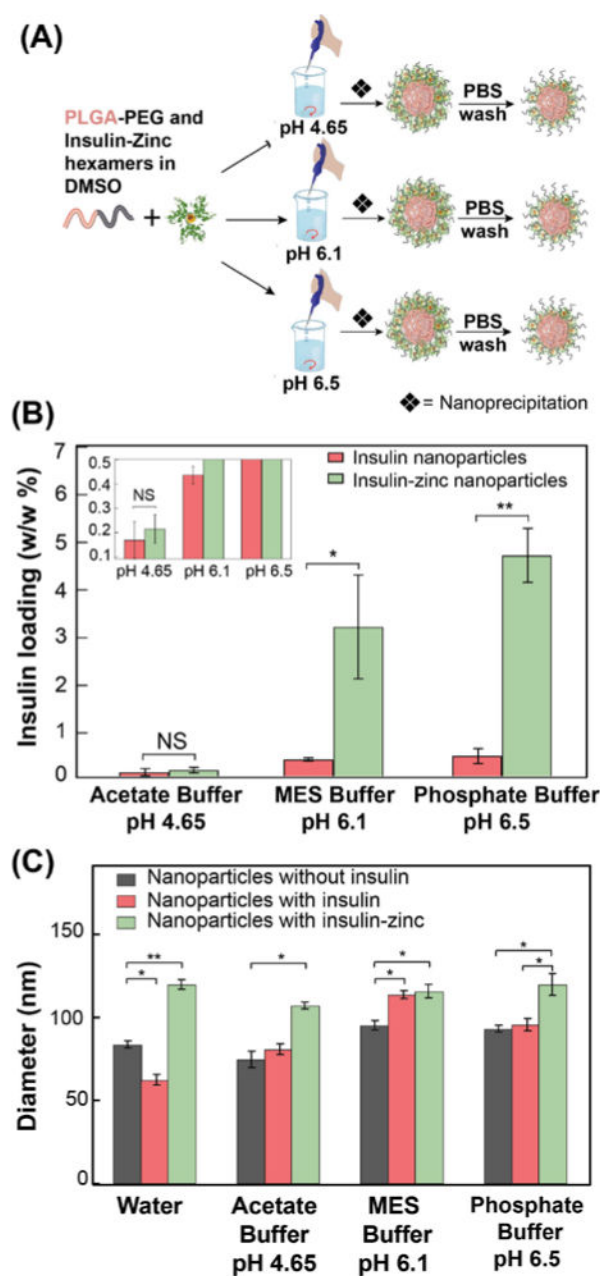 (A)
PLGA-PEG and
Insulin-Zinc
hexamers in
DMSO
+
pH 4.65
PBS
wash
pH 6.1
PBS
wash
pH 6.5
PBS
wash
= Nanoprecipitation
(B)
Insulin loading (w/w %)
7
6
5
4
3
2
1
0
0.5
0.4
0.3
0.2
0.1
NS
pH 4.65 pH 6.1 pH 6.5
Insulin nanoparticles
Insulin-zinc nanoparticles
NS
*
**
Acetate Buffer MES Buffer Phosphate Buffer
pH 4.65 pH 6.1 pH 6.5
(C)
Diameter (nm)
150
100
50
0
Nanoparticles without insulin
Nanoparticles with insulin
Nanoparticles with insulin-zinc
**
*
*
*
*
*
*
Water
Acetate
Buffer
pH 4.65
MES
Buffer
pH 6.1
Phosphate
Buffer
pH 6.5